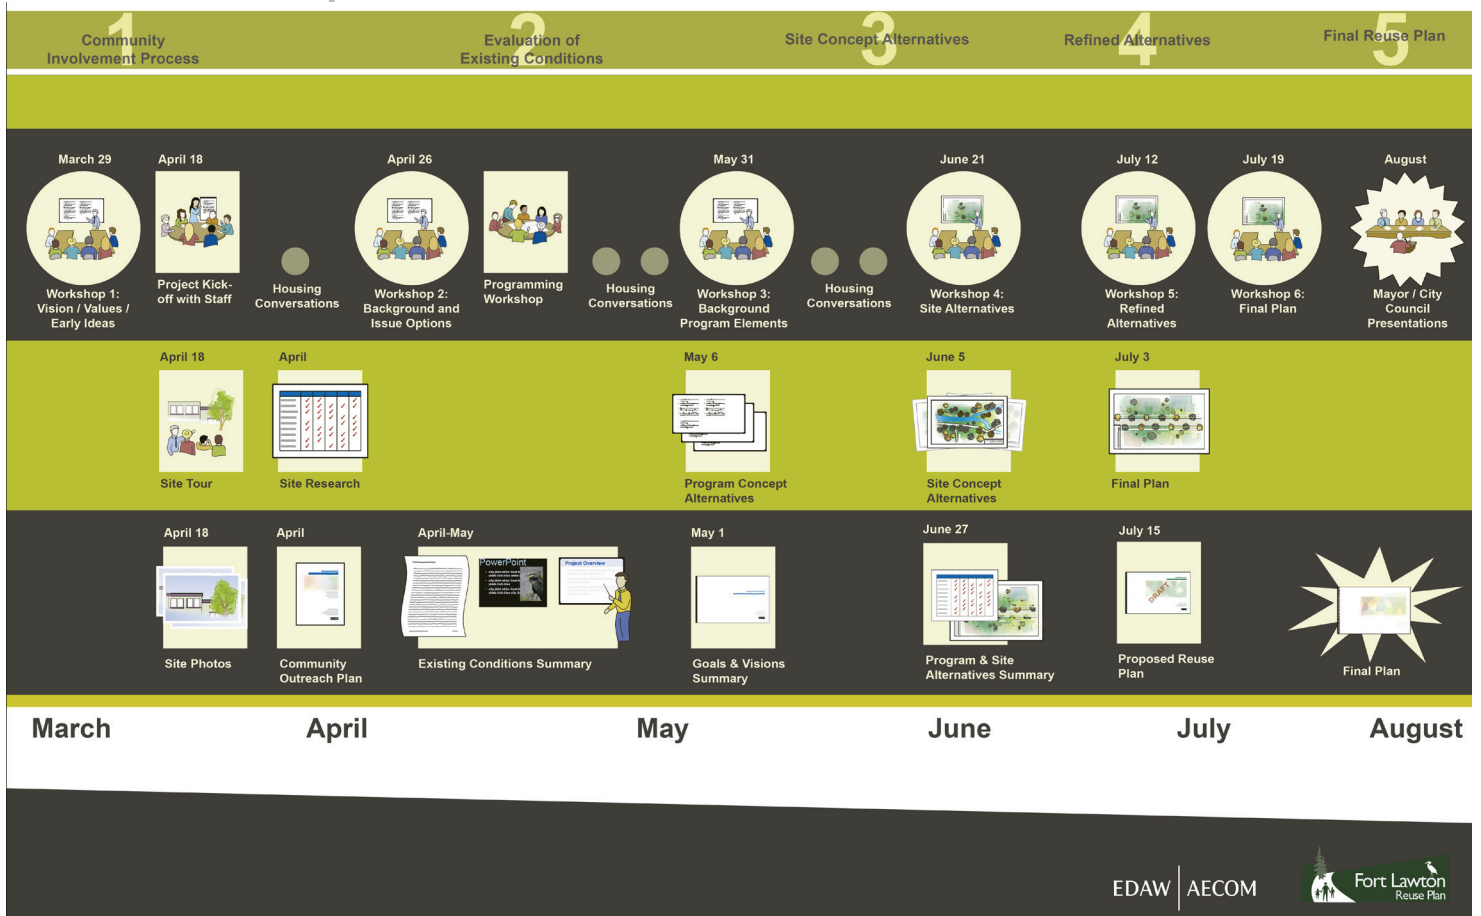 1
Community
Involvement Process
2
Evaluation of
Existing Conditions
3
Site Concept Alternatives
4
Refined Alternatives
5
Final Reuse Plan
March 29
Workshop 1:
Vision / Values /
Early Ideas
April 18
Project Kick-
off with Staff
Housing
Conversations
April 26
Workshop 2:
Background and
Issue Options
Programming
Workshop
Housing
Conversations
May 31
Workshop 3:
Background
Program Elements
Housing
Conversations
June 21
Workshop 4:
Site Alternatives
July 12
Workshop 5:
Refined
Alternatives
July 19
Workshop 6:
Final Plan
August
Mayor / City
Council
Presentations
April 18
Site Tour
April
Site Research
May 6
Program Concept
Alternatives
June 5
Site Concept
Alternatives
July 3
Final Plan
April 18
Site Photos
April
Community
Outreach Plan
April-May
PowerPoint
Project Overview
Existing Conditions Summary
May 1
Goals & Visions
Summary
June 27
Program & Site
Alternatives Summary
July 15
DRAFT
Proposed Reuse
Plan
Final Plan
March
April
May
June
July
August
EDAW | AECOM
Fort Lawton
Reuse Plan